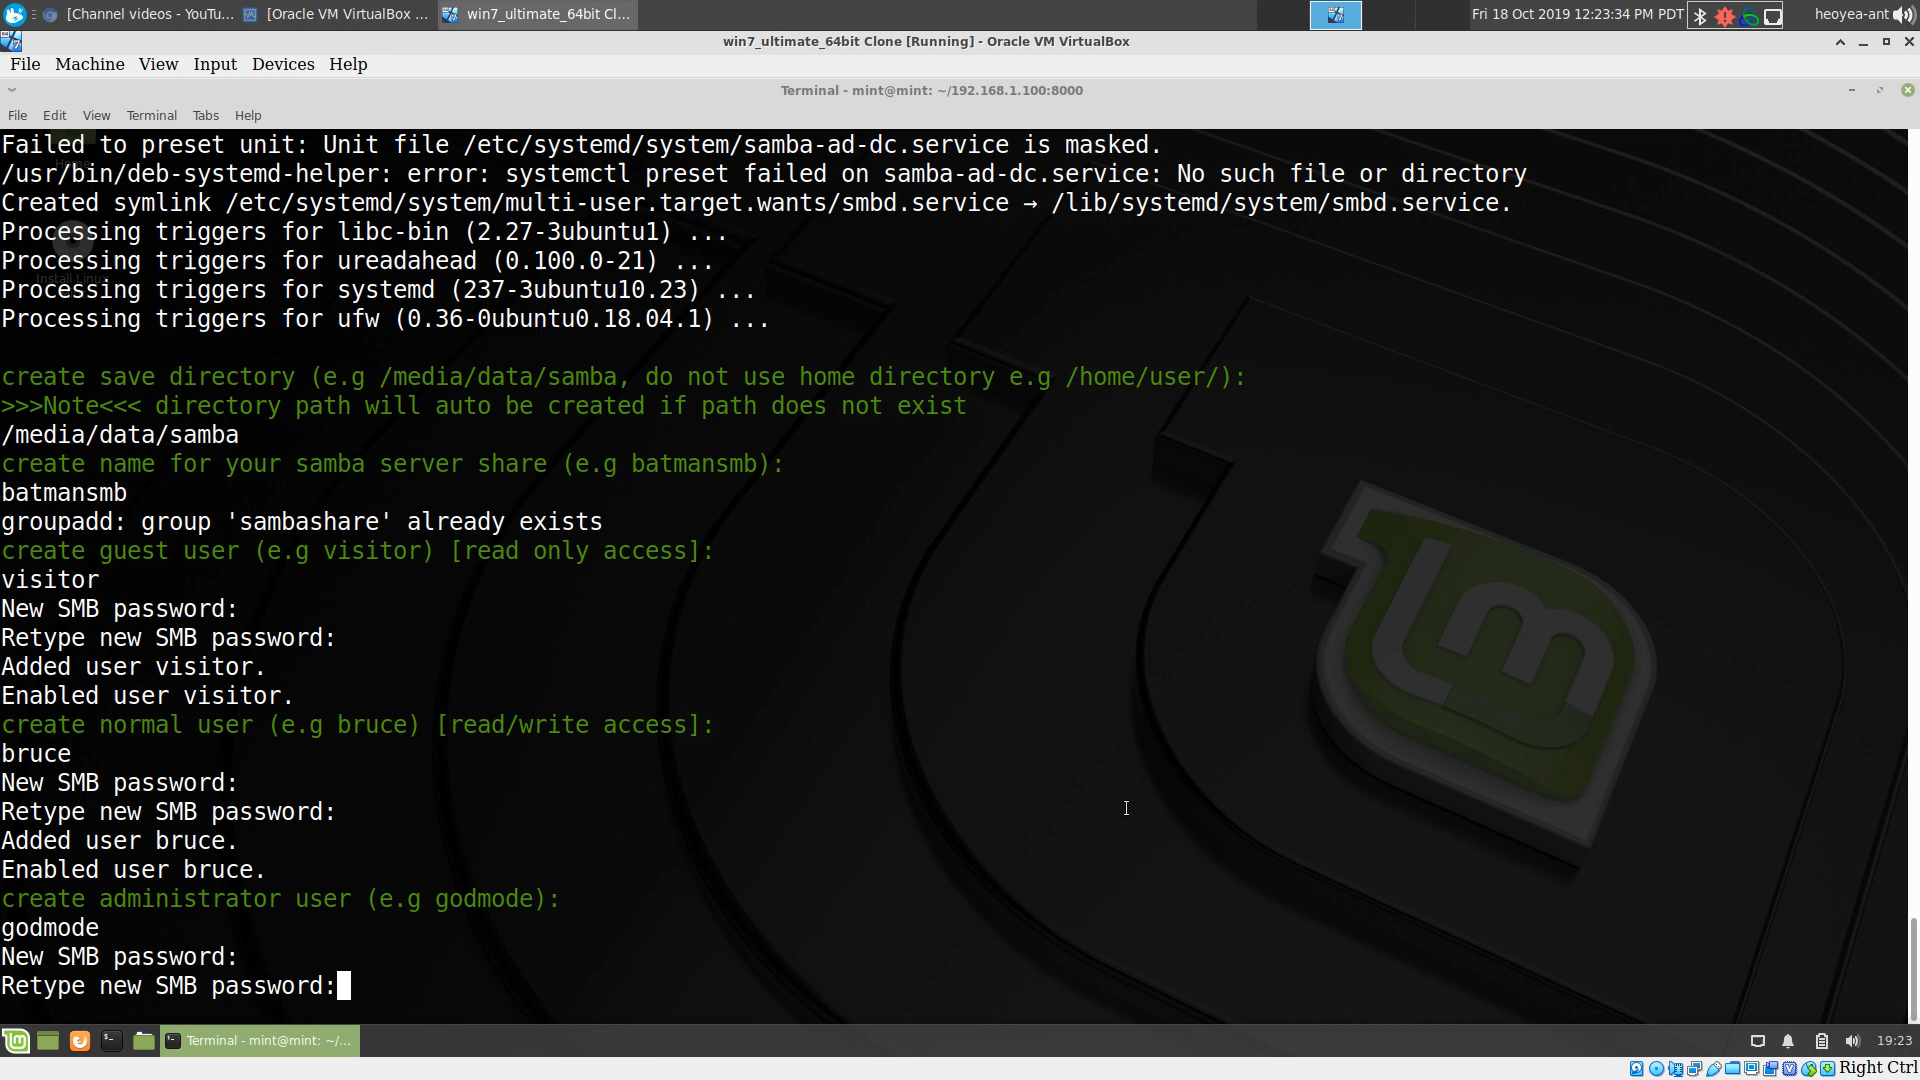 [Channel videos - YouTu...
[Oracle VM VirtualBox ...
win7_ultimate_64bit Cl...
Fri 18 Oct 2019 12:23:34 PM PDT
heoyea-ant
win7_ultimate_64bit Clone [Running] - Oracle VM VirtualBox
File Machine View Input Devices Help
Terminal - mint@mint: ~/192.168.1.100:8000
File Edit View Terminal Tabs Help
Failed to preset unit: Unit file /etc/systemd/system/samba-ad-dc.service is masked.
/usr/bin/deb-systemd-helper: error: systemctl preset failed on samba-ad-dc.service: No such file or directory
Created symlink /etc/systemd/system/multi-user.target.wants/smbd.service → /lib/systemd/system/smbd.service.
Processing triggers for libc-bin (2.27-3ubuntu1) ...
Processing triggers for ureadahead (0.100.0-21) ...
Processing triggers for systemd (237-3ubuntu10.23) ...
Processing triggers for ufw (0.36-0ubuntu0.18.04.1) ...
create save directory (e.g /media/data/samba, do not use home directory e.g /home/user/):
>>>Note<<< directory path will auto be created if path does not exist
/media/data/samba
create name for your samba server share (e.g batmansmb):
batmansmb
groupadd: group 'sambashare' already exists
create guest user (e.g visitor) [read only access]:
visitor
New SMB password:
Retype new SMB password:
Added user visitor.
Enabled user visitor.
create normal user (e.g bruce) [read/write access]:
bruce
New SMB password:
Retype new SMB password:
Added user bruce.
Enabled user bruce.
create administrator user (e.g godmode):
godmode
New SMB password:
Retype new SMB password:
Terminal - mint@mint: ~/...
19:23
Right Ctrl